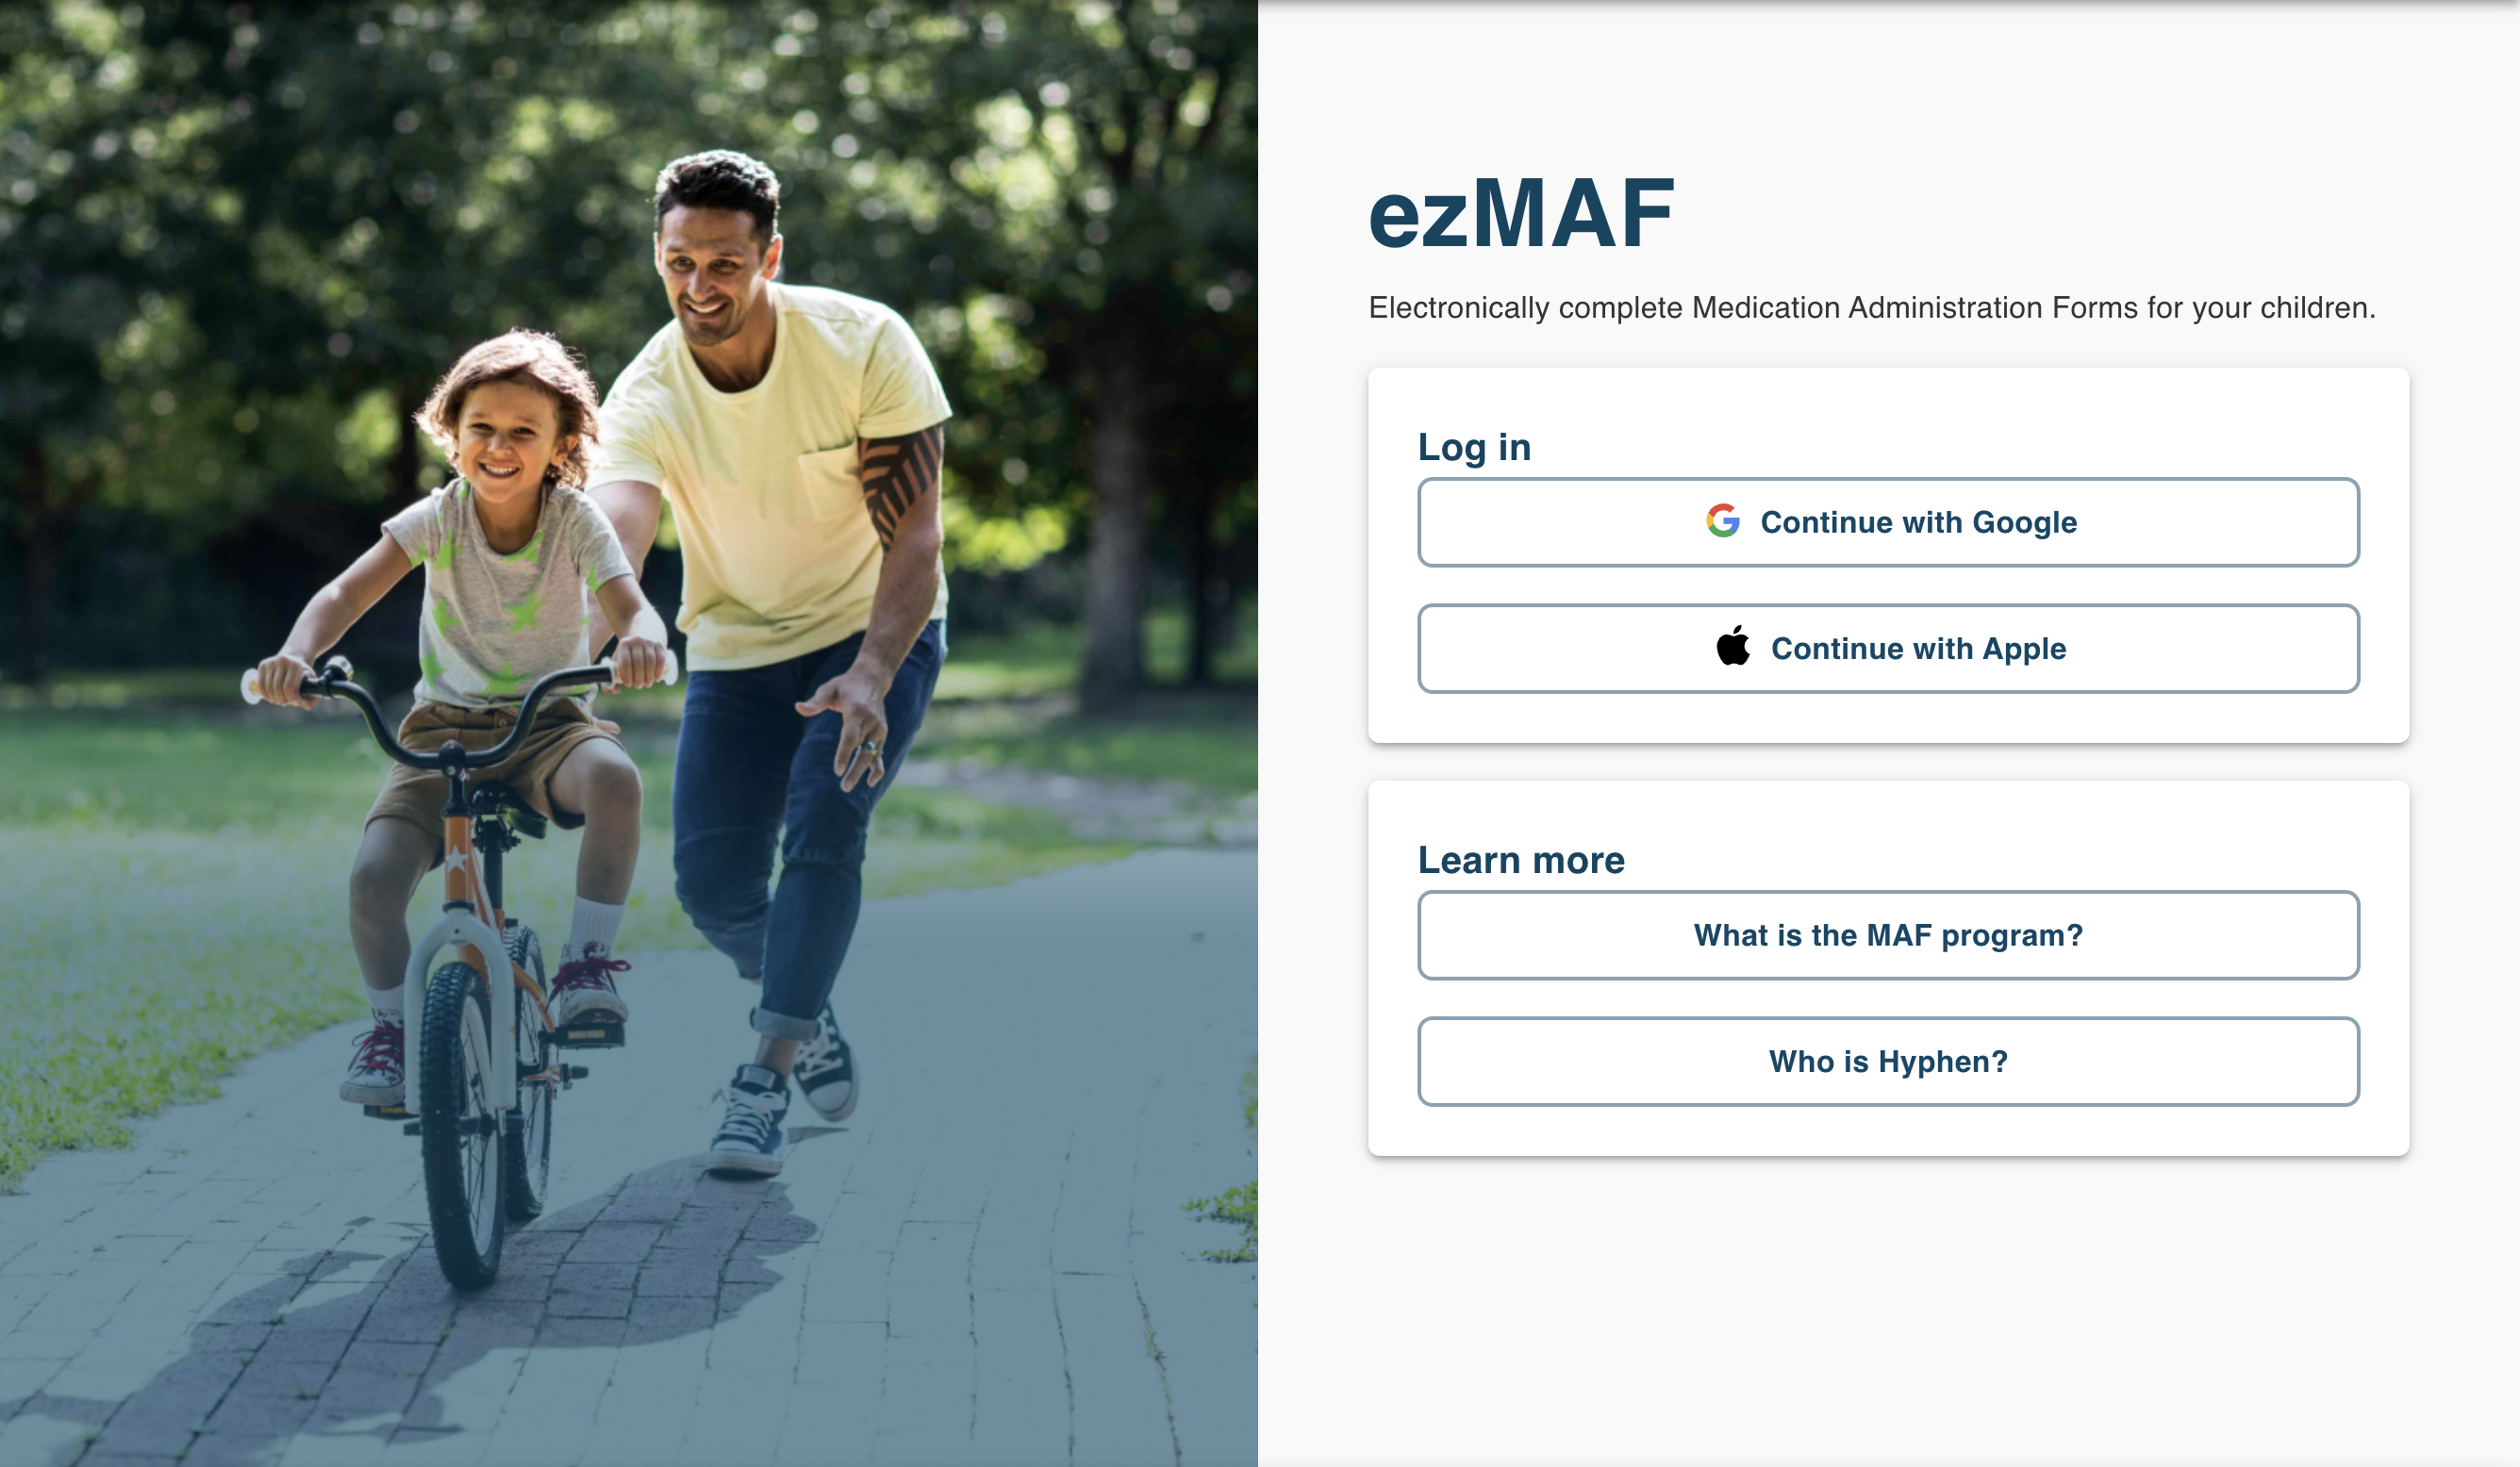 ezMAF
Electronically complete Medication Administration Forms for your children.
Log in
Continue with Google
Continue with Apple
Learn more
What is the MAF program?
Who is Hyphen?